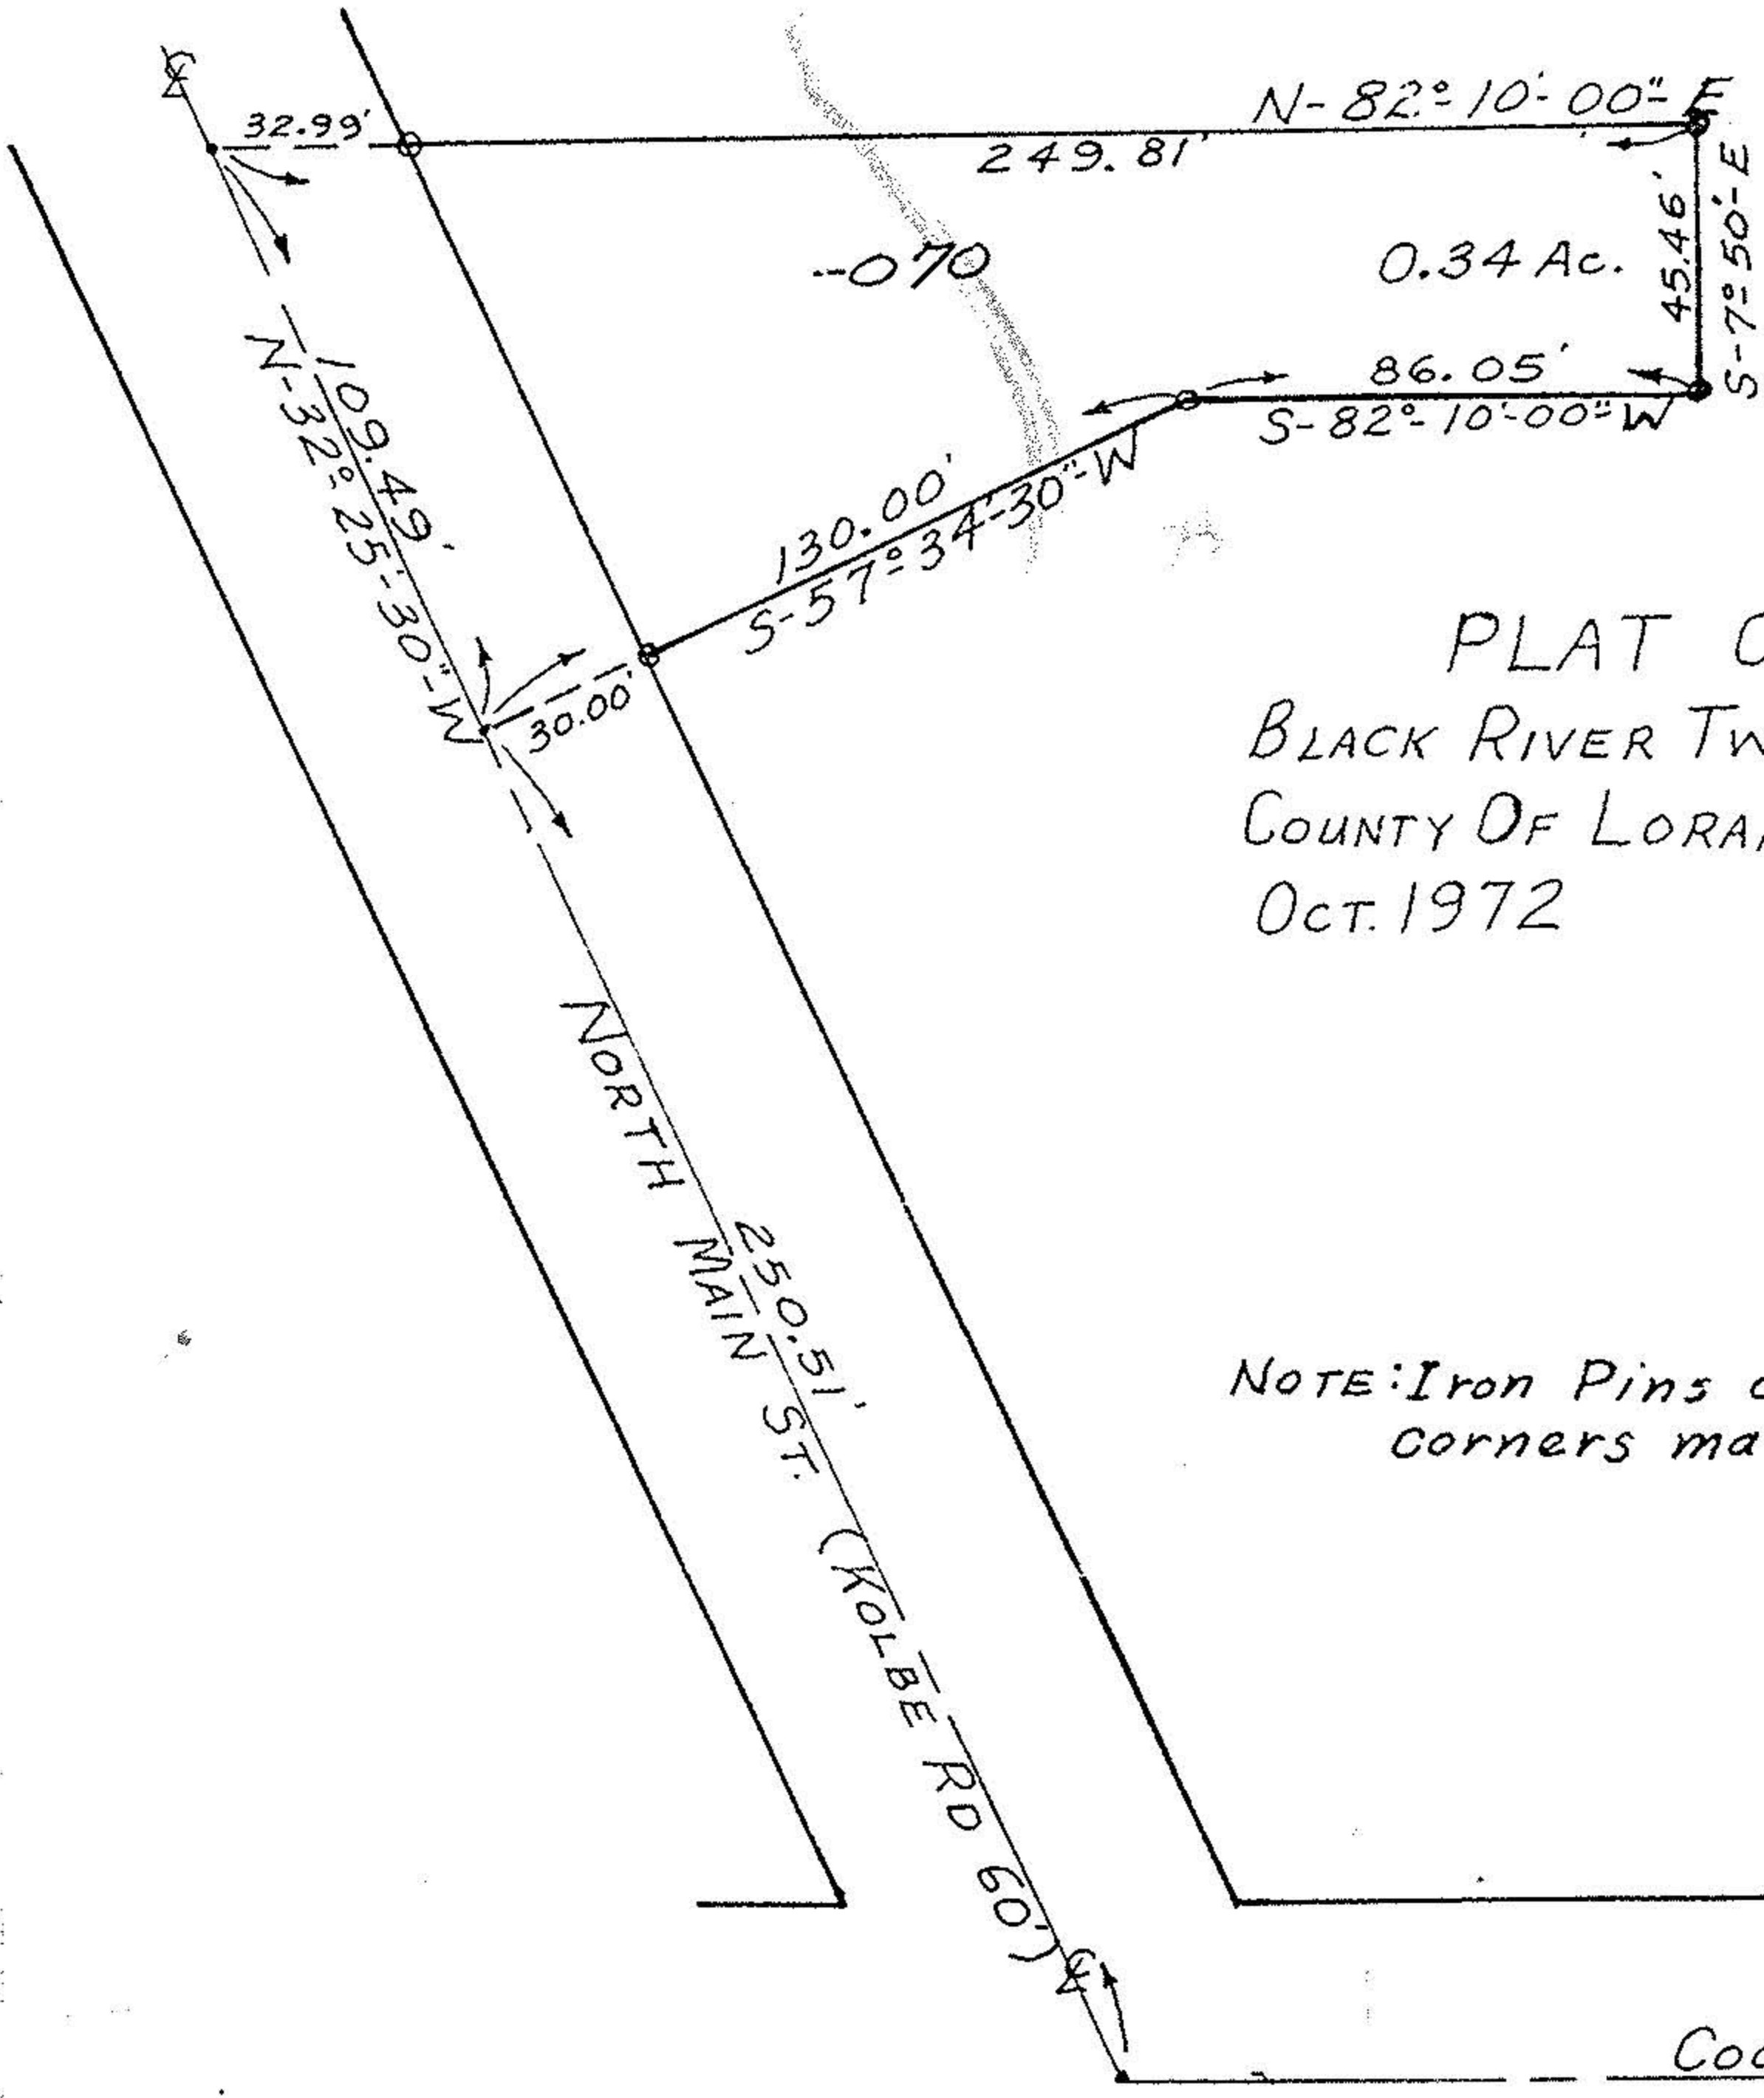 ℄
32.99'
N-82°-10'-00"-E
249.81'
45.46'
S-7°50'-E
--070
0.34 Ac.
86.05'
S-82°-10'-00"-W
109.49'
N-32°-25'-30"-W
130.00'
S-57°34'-30"-W
30.00'
PLAT O
BLACK RIVER TW
COUNTY OF LORA
OCT. 1972
250.51'
NORTH MAIN ST. (KOLBE RD 60')
NOTE: Iron Pins
corners ma
℄
Coo